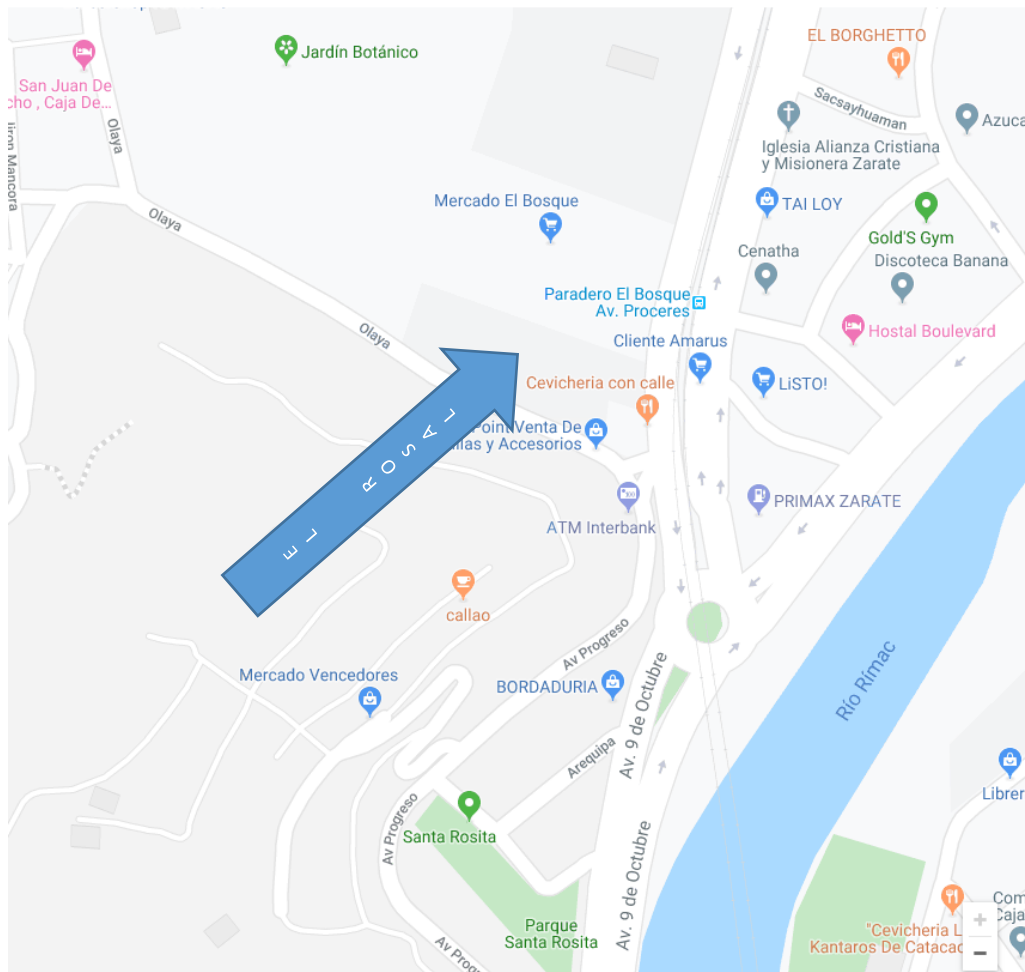 EL BORGHETTO
Jardín Botánico
San Juan De
cho , Caja De...
Olaya
Jiron Mancora
Sacsayhuaman
Azuca
Iglesia Alianza Cristiana
y Misionera Zarate
Mercado El Bosque
TAI LOY
Olaya
Gold'S Gym
Cenatha
Discoteca Banana
Paradero El Bosque
Av. Proceres
Olaya
Cliente Amarus
Hostal Boulevard
Cevicheria con calle
LiSTO!
EL ROSAL
Point Venta De
llas y Accesorios
PRIMAX ZARATE
ATM Interbank
callao
Av Progreso
Mercado Vencedores
BORDADURIA
Av. 9 de Octubre
Río Rímac
Arequipa
Librer
Av Progreso
Santa Rosita
Av. 9 de Octubre
Parque
Santa Rosita
Av Progreso
"Cevicheria L
Kantaros De Catacao
Com
Caja
+
−